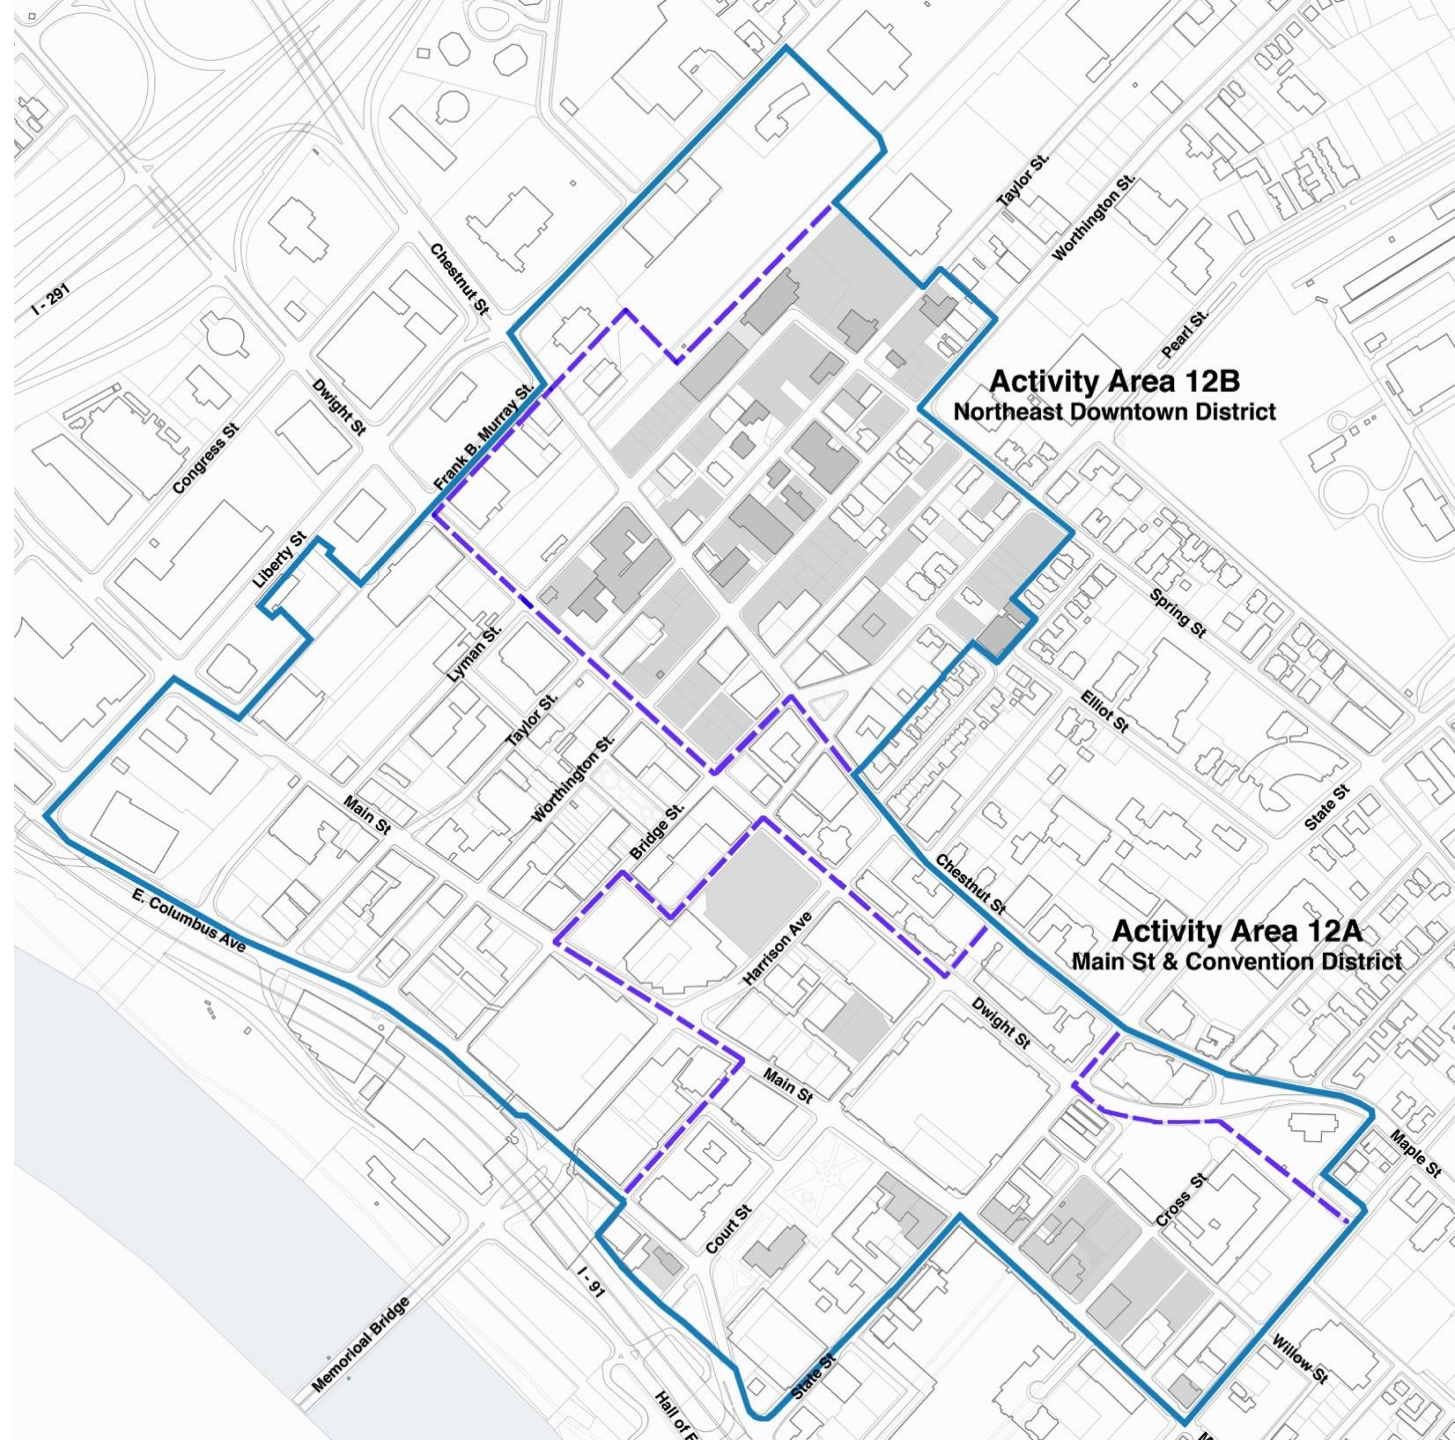 Taylor St.
Worthington St.
Chestnut St
I - 291
Pearl St.
Activity Area 12B
Northeast Downtown District
Dwight St
Frank B. Murray St.
Congress St
Liberty St
Spring St
Lyman St.
Elliot St
Taylor St.
Worthington St.
State St
Main St
Bridge St.
Chestnut St
E. Columbus Ave
Activity Area 12A
Main St & Convention District
Harrison Ave
Dwight St
Main St
Maple St
Cross St
Court St
I - 91
Memorioal Bridge
State St
Willow St
Hall of F
M